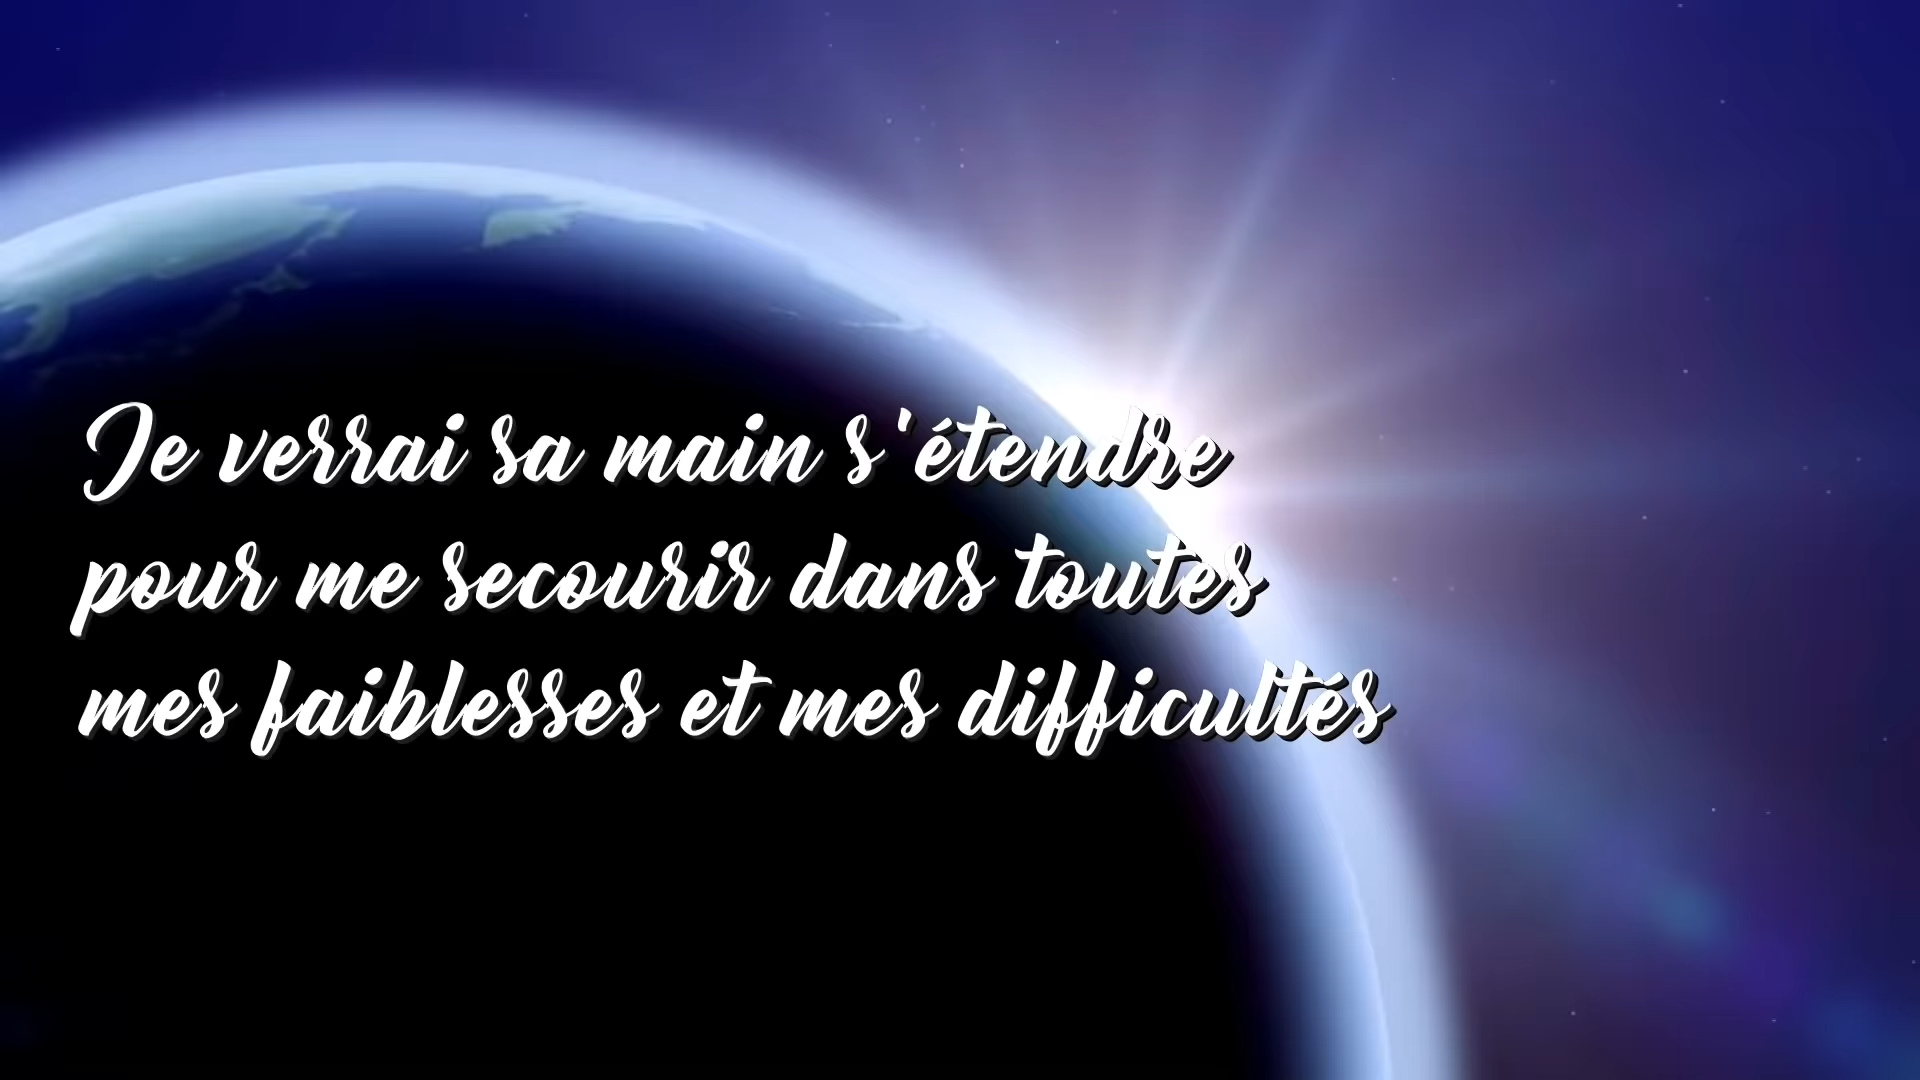 Je verrai sa main s'étendre
pour me secourir dans toutes
mes faiblesses et mes difficultés